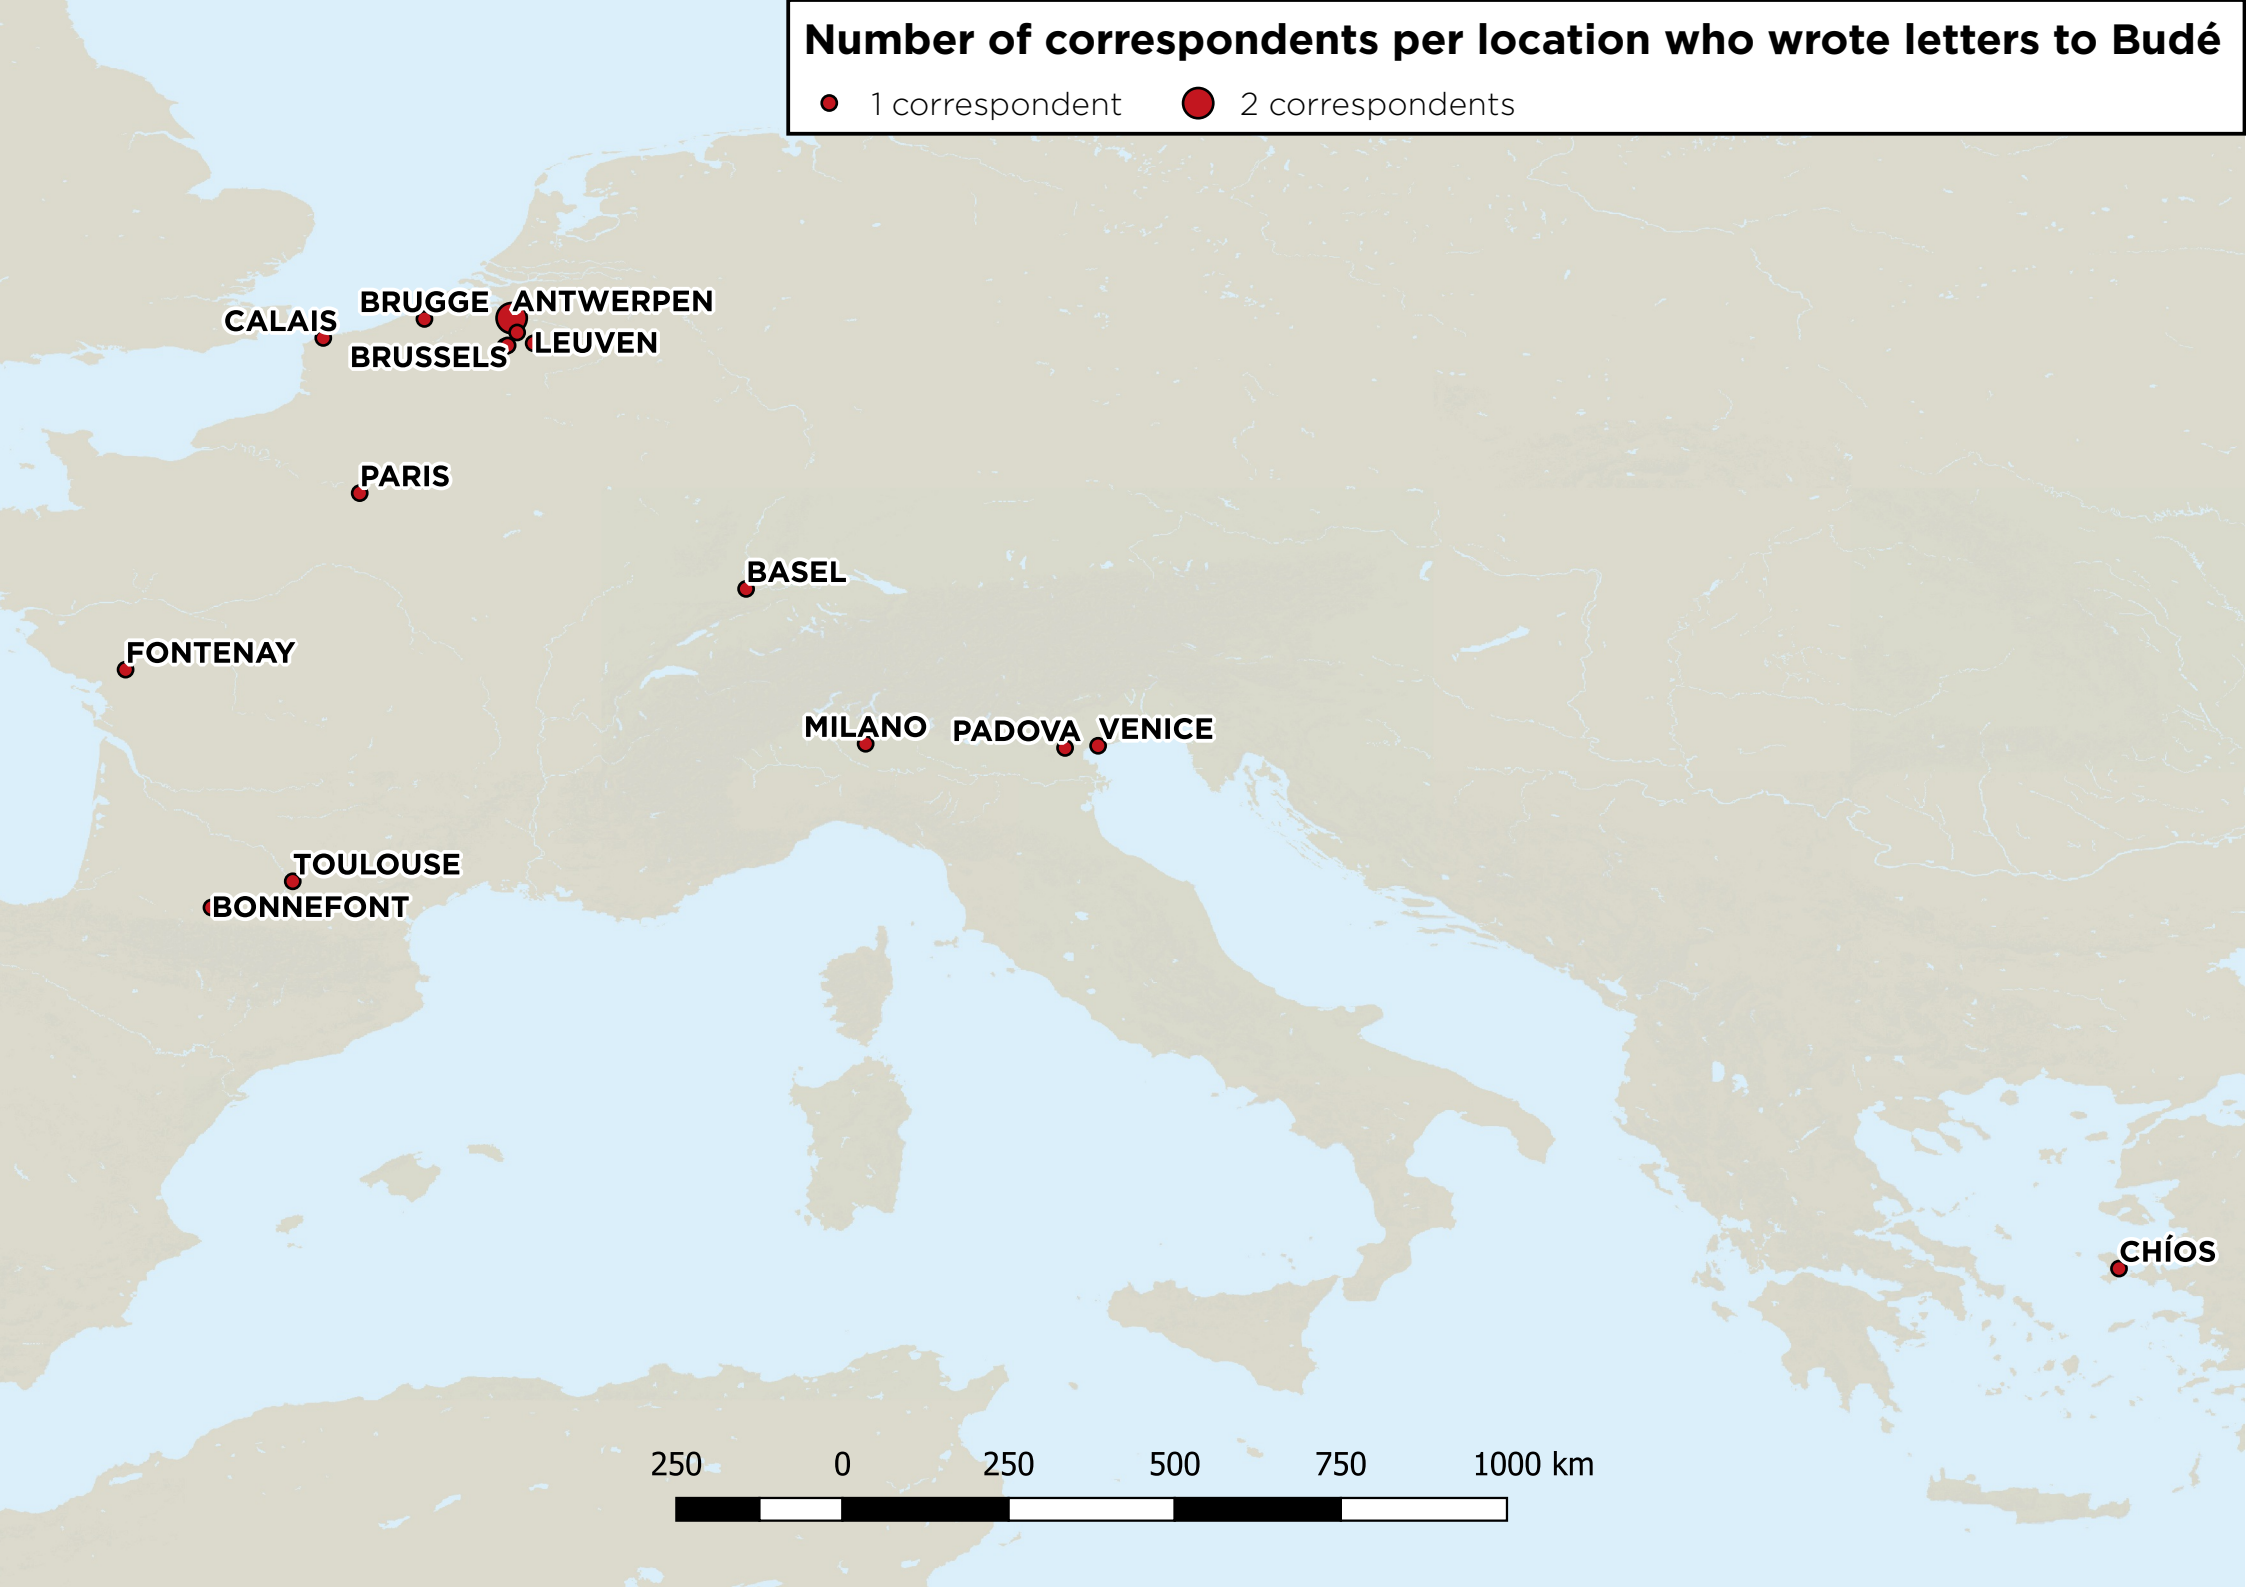 Number of correspondents per location who wrote letters to Budé
1 correspondent 2 correspondents
BRUGGE ANTWERPEN
CALAIS
BRUSSELS LEUVEN
PARIS
BASEL
FONTENAY
MILANO PADOVA VENICE
TOULOUSE
BONNEFONT
CHÍOS
250 0 250 500 750 1000 km